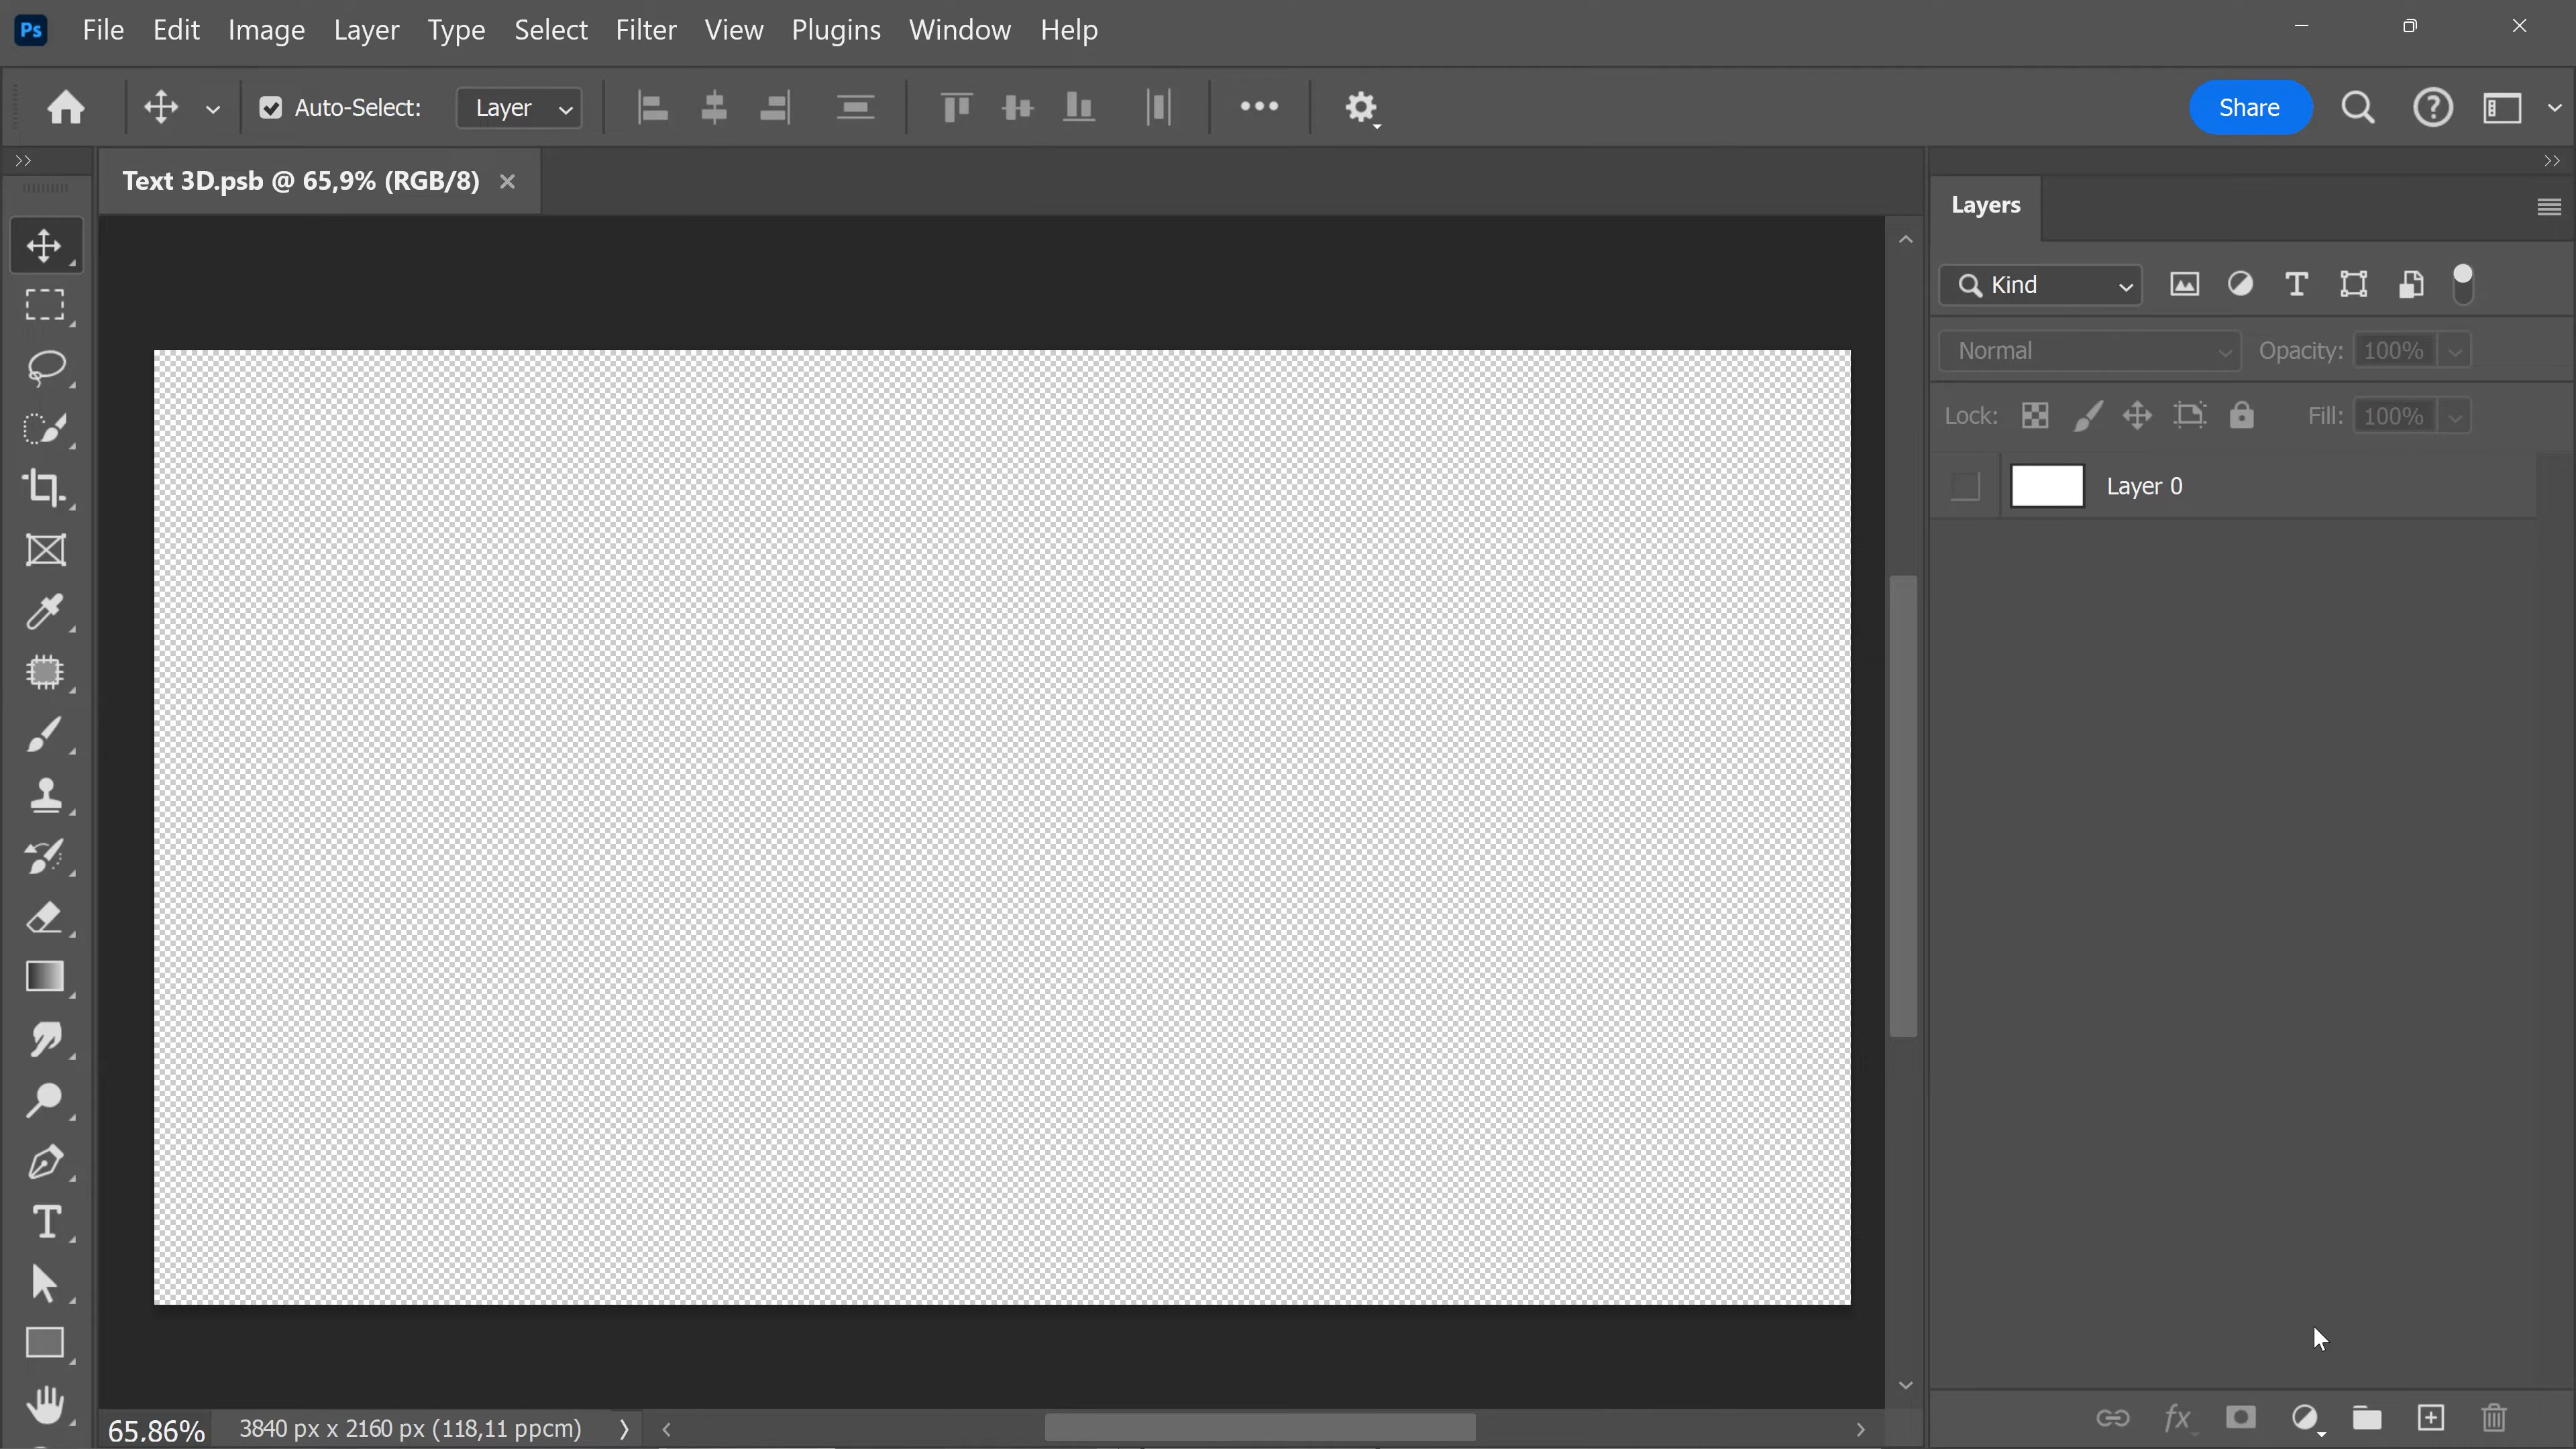 Ps File Edit Image Layer Type Select Filter View Plugins Window Help
Auto-Select: Layer Share
Text 3D.psb @ 65,9% (RGB/8)
Layers
Kind
Normal Opacity: 100%
Lock: Fill: 100%
Layer 0
65,86% 3840 px x 2160 px (118,11 ppcm)
fx